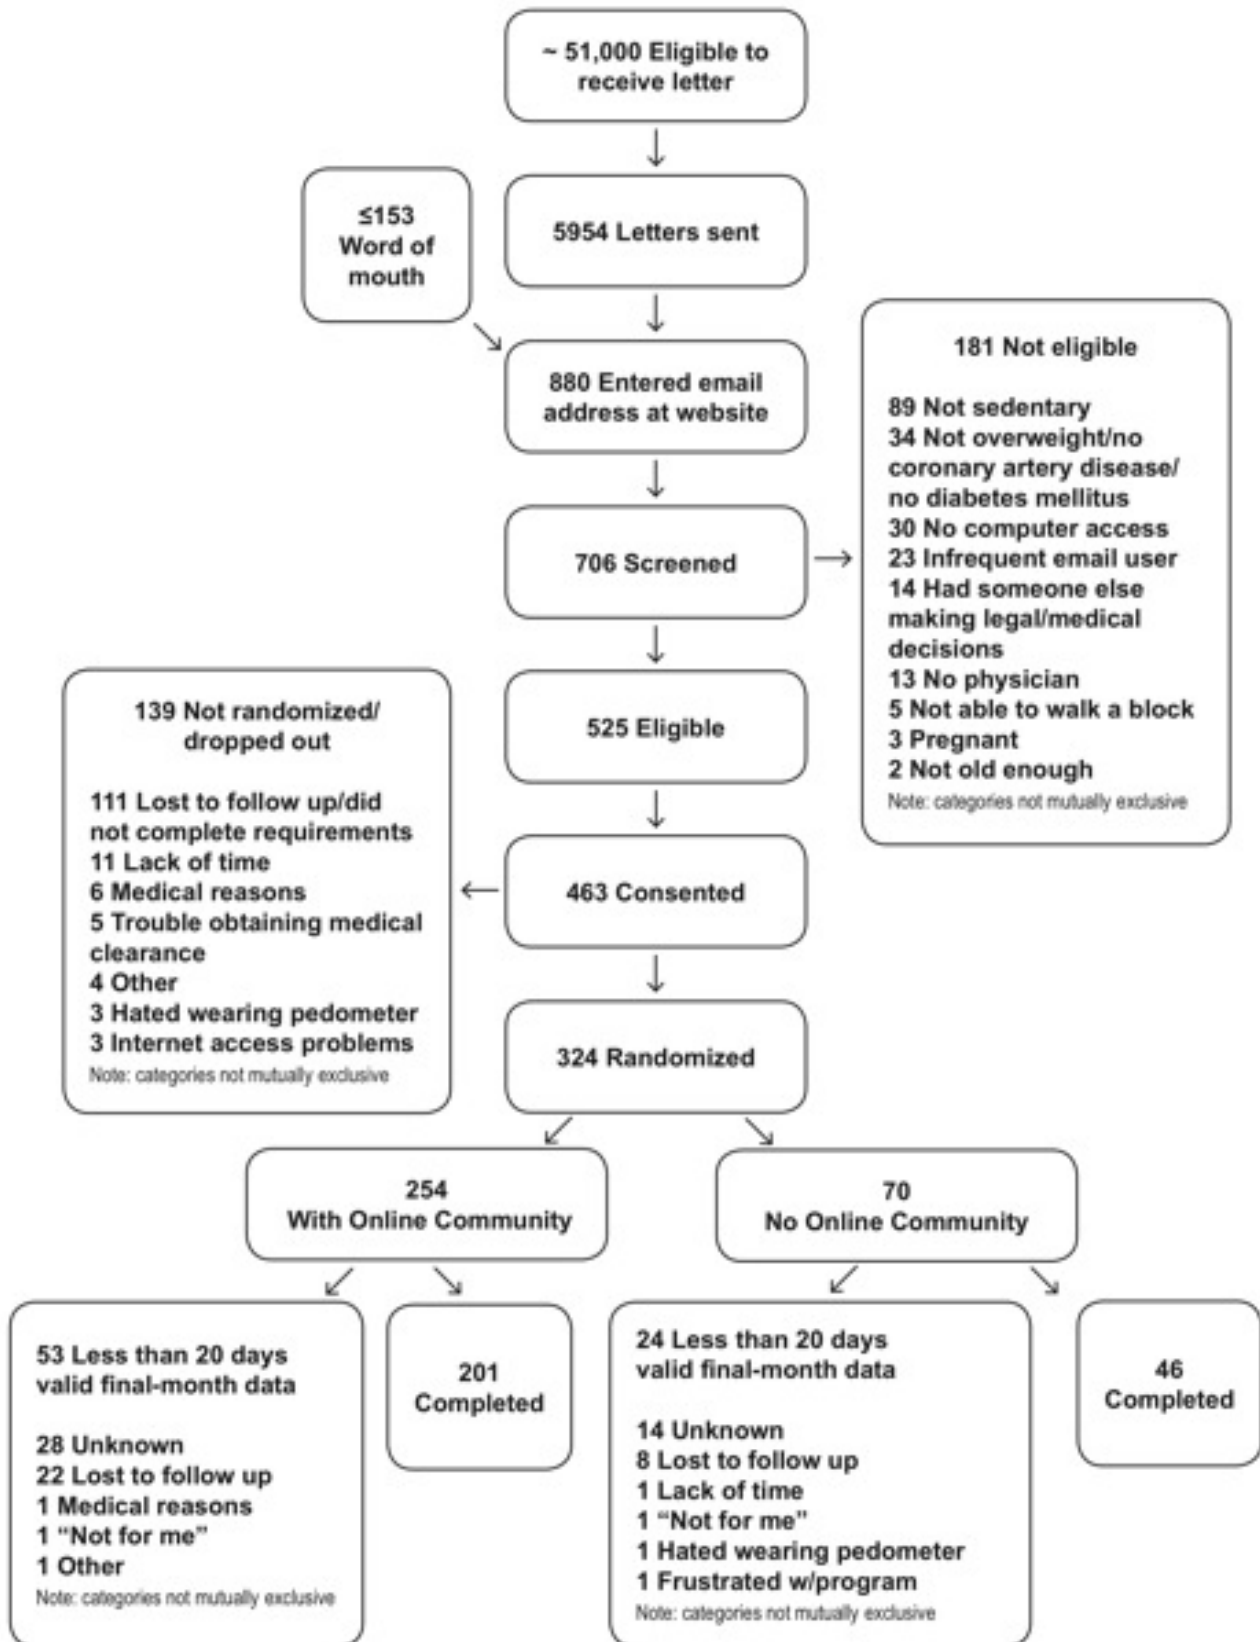 ~ 51,000 Eligible to
receive letter
≤153
Word of
mouth
5954 Letters sent
880 Entered email
address at website
706 Screened
181 Not eligible
89 Not sedentary
34 Not overweight/no
coronary artery disease/
no diabetes mellitus
30 No computer access
23 Infrequent email user
14 Had someone else
making legal/medical
decisions
13 No physician
5 Not able to walk a block
3 Pregnant
2 Not old enough
Note: categories not mutually exclusive
525 Eligible
463 Consented
139 Not randomized/
dropped out
111 Lost to follow up/did
not complete requirements
11 Lack of time
6 Medical reasons
5 Trouble obtaining medical
clearance
4 Other
3 Hated wearing pedometer
3 Internet access problems
Note: categories not mutually exclusive
324 Randomized
254
With Online Community
70
No Online Community
53 Less than 20 days
valid final-month data
28 Unknown
22 Lost to follow up
1 Medical reasons
1 “Not for me”
1 Other
Note: categories not mutually exclusive
201
Completed
24 Less than 20 days
valid final-month data
14 Unknown
8 Lost to follow up
1 Lack of time
1 “Not for me”
1 Hated wearing pedometer
1 Frustrated w/program
Note: categories not mutually exclusive
46
Completed